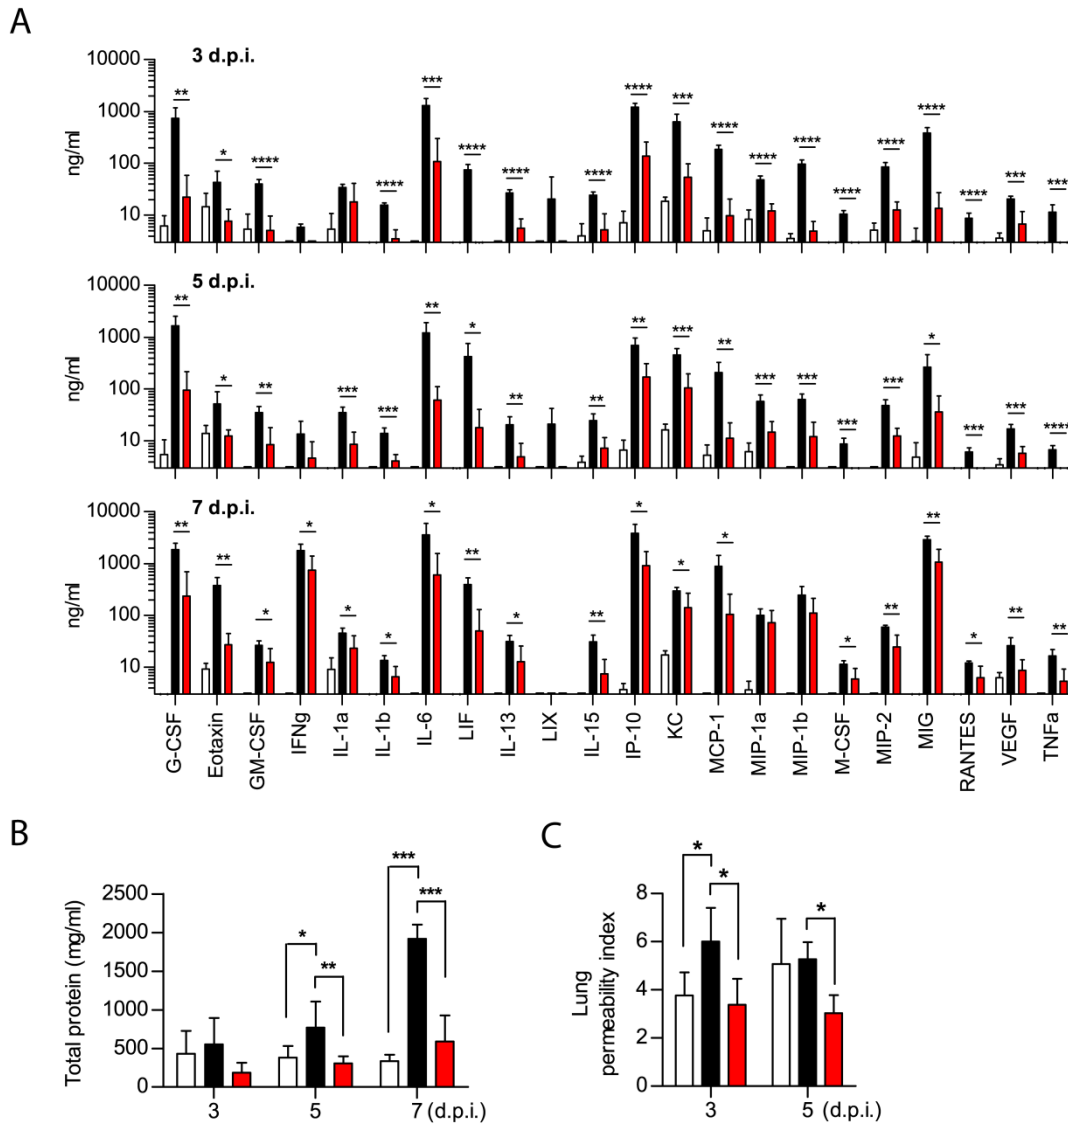 A
3 d.p.i.
10000
1000
100
10
ng/ml
** * **** **** *** **** **** **** **** *** **** **** **** **** **** **** **** *** ***
5 d.p.i.
10000
1000
100
10
ng/ml
** * ** *** *** ** * ** ** ** *** ** *** *** *** *** * *** *** ****
7 d.p.i.
10000
1000
100
10
ng/ml
** ** * * * * * ** * ** * * * * ** ** * ** **
G-CSF
Eotaxin
GM-CSF
IFNg
IL-1a
IL-1b
IL-6
LIF
IL-13
LIX
IL-15
IP-10
KC
MCP-1
MIP-1a
MIP-1b
M-CSF
MIP-2
MIG
RANTES
VEGF
TNFa
B
Total protein (mg/ml)
2500
2000
1500
1000
500
0
* ** *** ***
3 5 7 (d.p.i.)
C
Lung
permeability index
8
6
4
2
0
* * *
3 5 (d.p.i.)